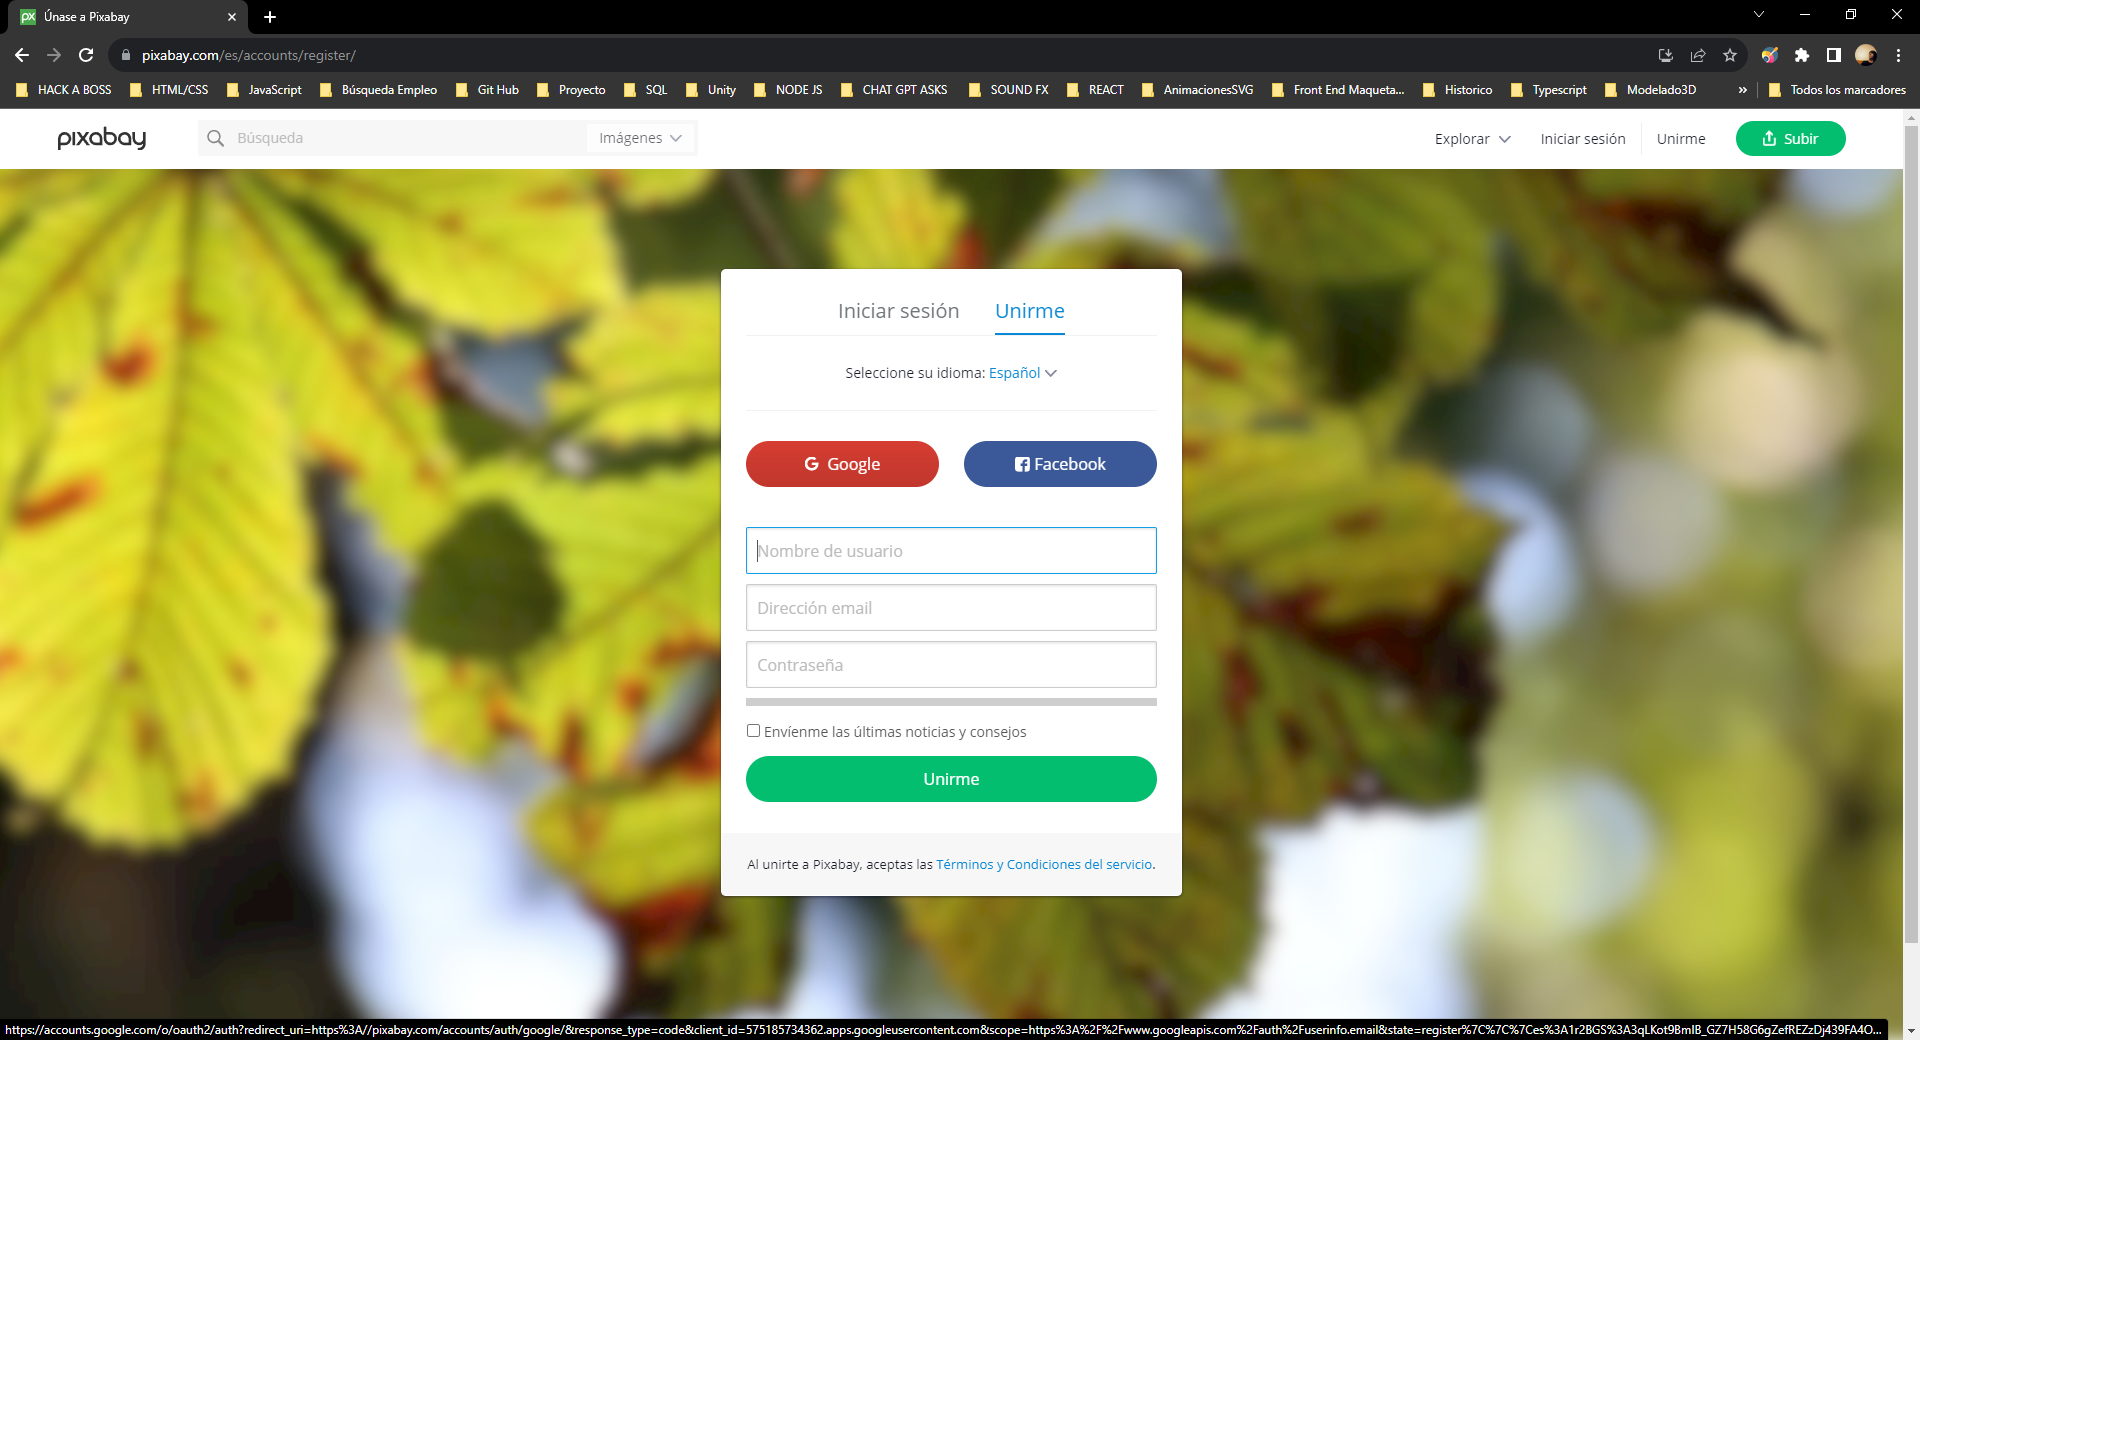 Únase a Pixabay
pixabay.com/es/accounts/register/
HACK A BOSS HTML/CSS JavaScript Búsqueda Empleo Git Hub Proyecto SQL Unity NODE JS CHAT GPT ASKS SOUND FX REACT AnimacionesSVG Front End Maqueta... Historico Typescript Modelado3D » Todos los marcadores
pixabay Búsqueda Imágenes Explorar Iniciar sesión Unirme Subir
Iniciar sesión Unirme
Seleccione su idioma: Español
G Google Facebook
Nombre de usuario
Dirección email
Contraseña
Envíenme las últimas noticias y consejos
Unirme
Al unirte a Pixabay, aceptas las Términos y Condiciones del servicio.
https://accounts.google.com/o/oauth2/auth?redirect_uri=https%3A//pixabay.com/accounts/auth/google/&response_type=code&client_id=575185734362.apps.googleusercontent.com&scope=https%3A%2F%2Fwww.googleapis.com%2Fauth%2Fuserinfo.email&state=register%7C%7C%7Ces%3A1r2BGS%3A3qLKot9BmIB_GZ7H58G6gZefREZzDj439FA4O...